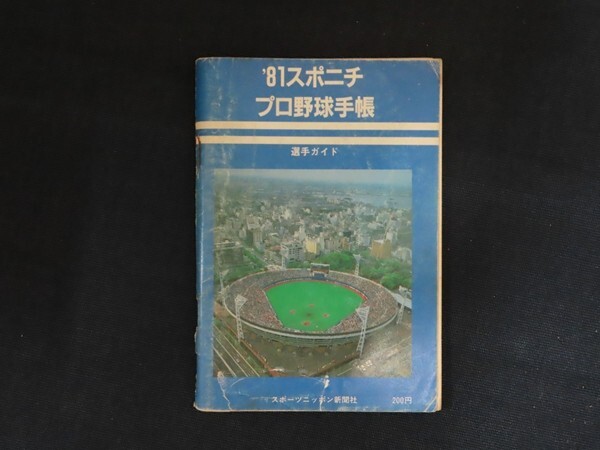 '81スポニチ
プロ野球手帳
選手ガイド
スポーツニッポン新聞社 200円